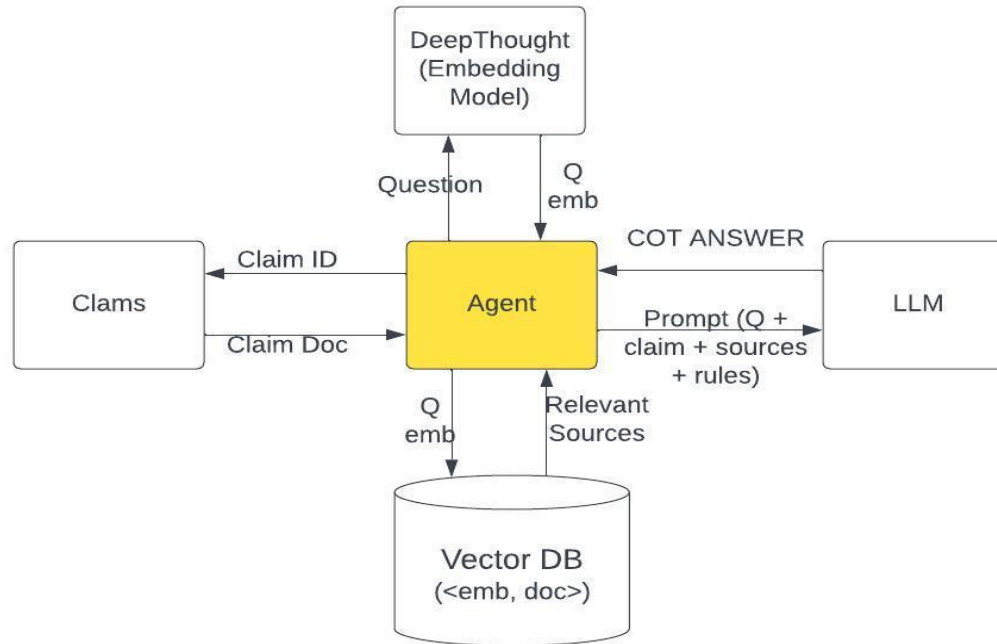 DeepThought
(Embedding
Model)
Question
Q
emb
COT ANSWER
Claim ID
Clams
Agent
LLM
Claim Doc
Prompt (Q +
claim + sources
+ rules)
Q
emb
Relevant
Sources
Vector DB
(<emb, doc>)